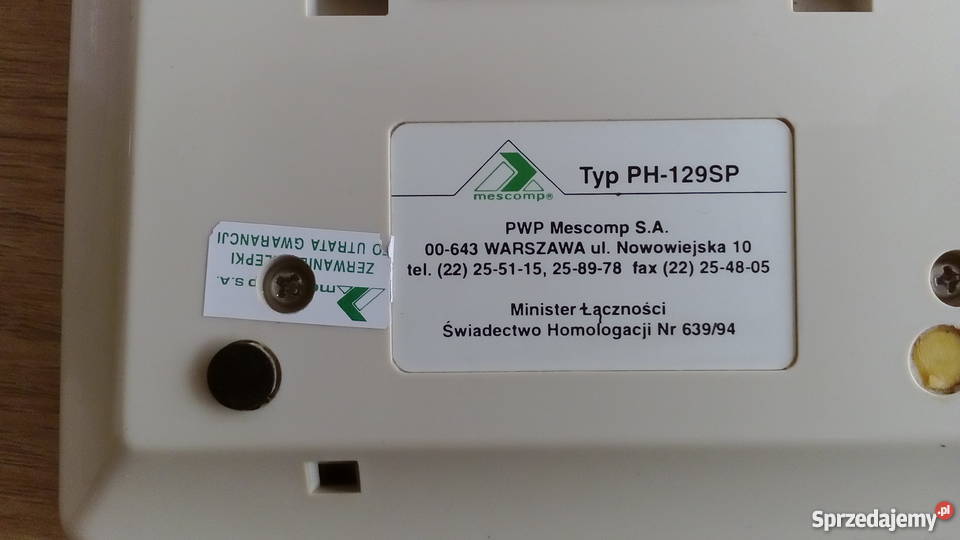 mescomp®
Typ PH-129SP
PWP Mescomp S.A.
00-643 WARSZAWA ul. Nowowiejska 10
tel. (22) 25-51-15, 25-89-78 fax (22) 25-48-05
Minister Łączności
Świadectwo Homologacji Nr 639/94
S.A.
ZERWANIE
TO UTRATA GWARANCJI
Sprzedajemy.pl